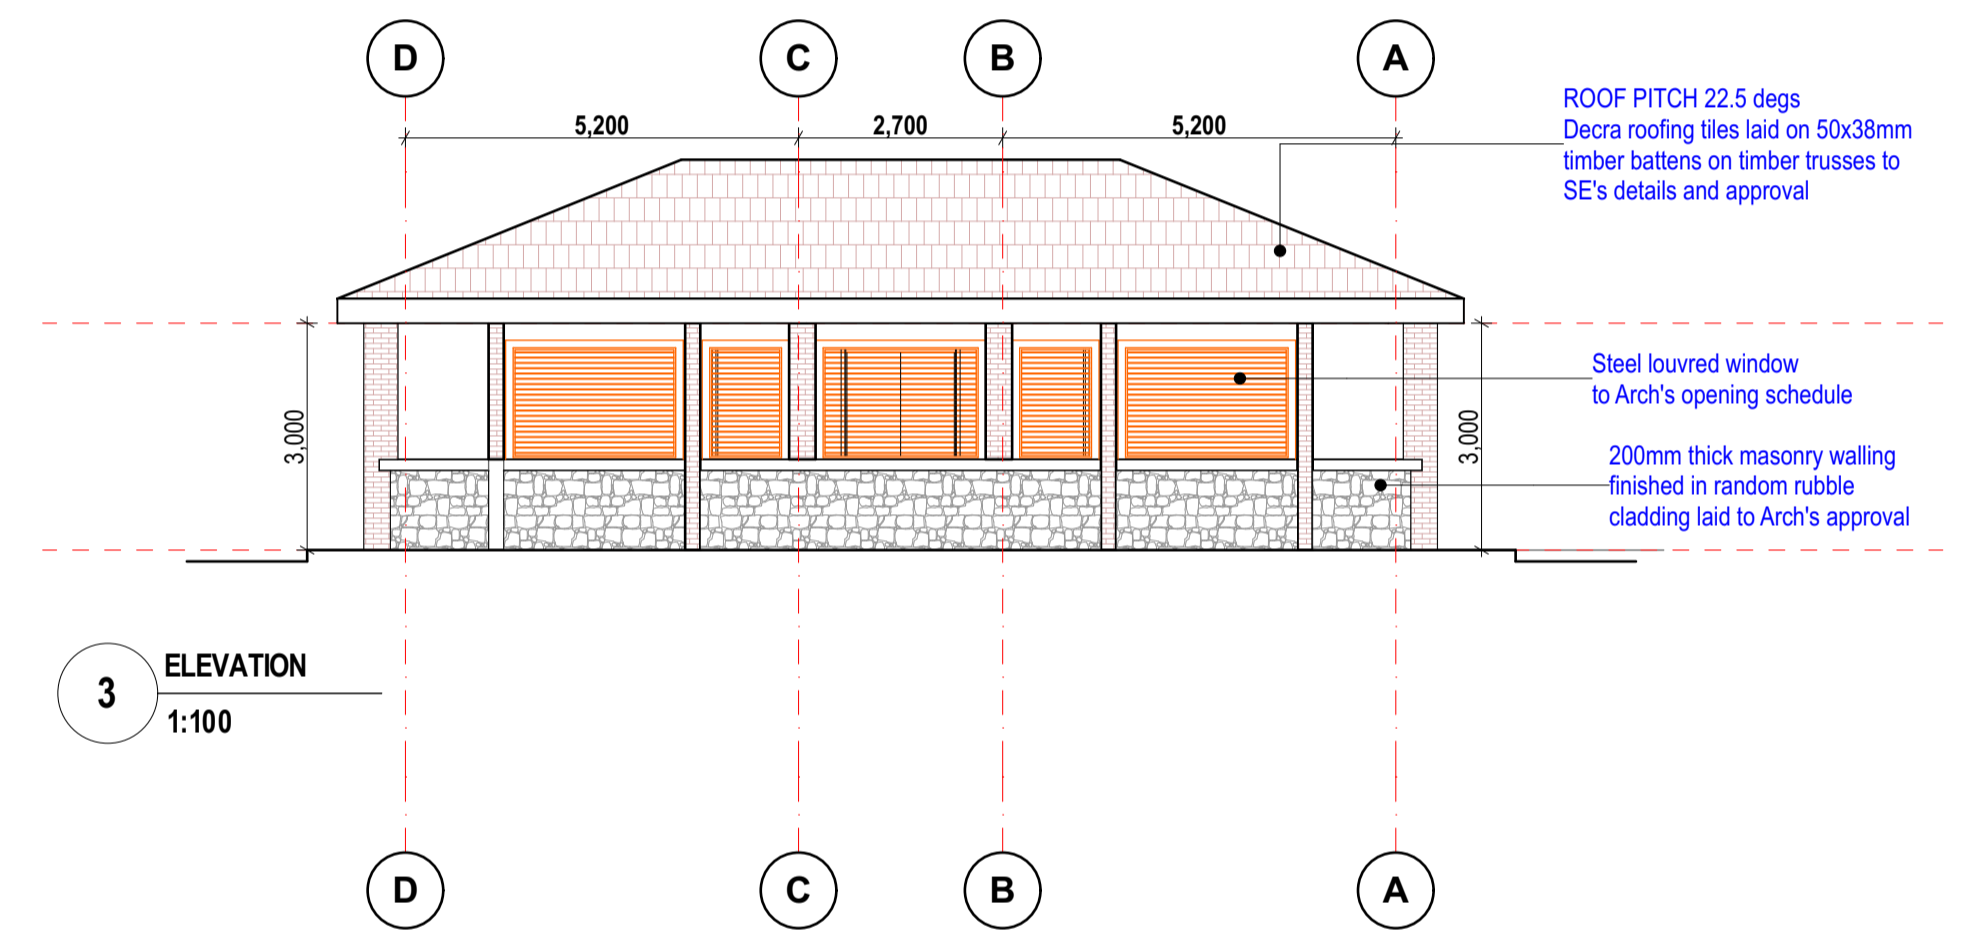 D
C
B
A
5,200
2,700
5,200
ROOF PITCH 22.5 degs
Decra roofing tiles laid on 50x38mm
timber battens on timber trusses to
SE's details and approval
Steel louvred window
to Arch's opening schedule
3,000
3,000
200mm thick masonry walling
finished in random rubble
cladding laid to Arch's approval
3
ELEVATION
1:100
D
C
B
A